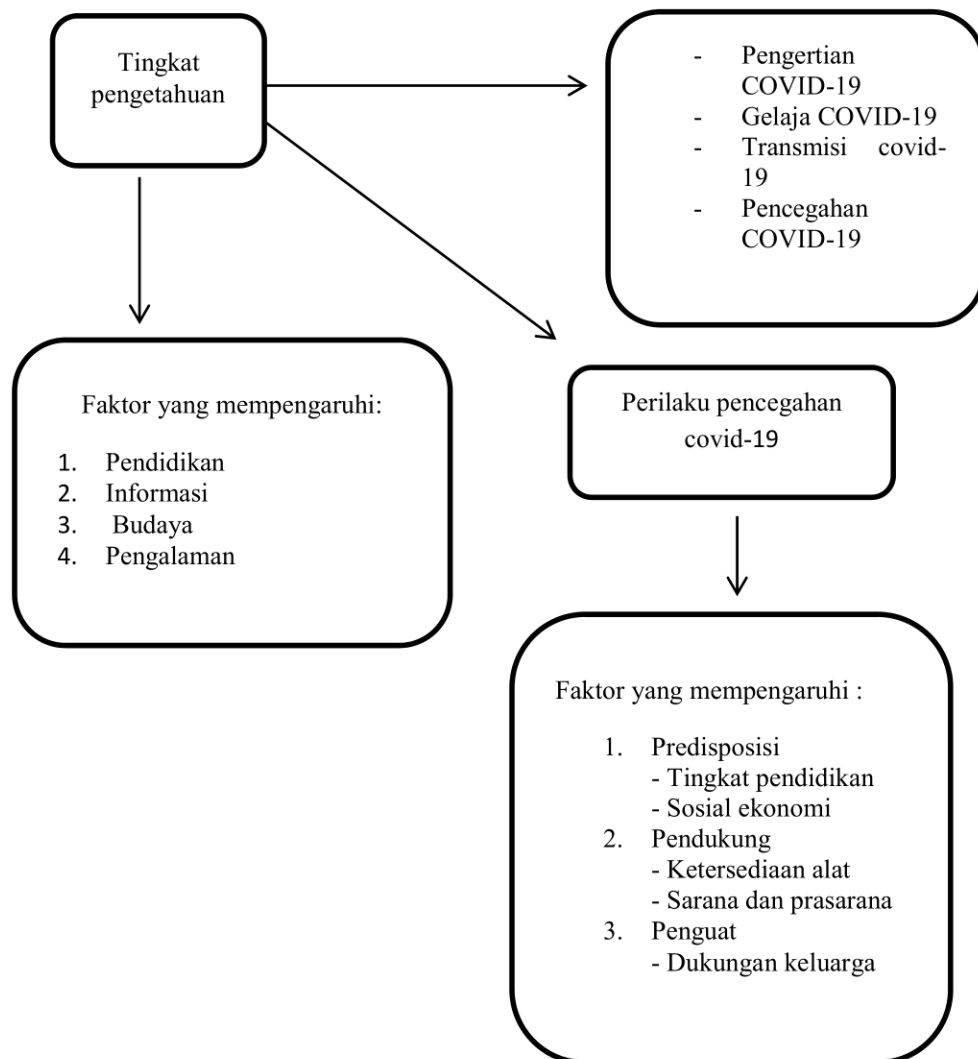 Tingkat
pengetahuan
- Pengertian
COVID-19
- Gelaja COVID-19
- Transmisi covid-
19
- Pencegahan
COVID-19
Faktor yang mempengaruhi:
1. Pendidikan
2. Informasi
3. Budaya
4. Pengalaman
Perilaku pencegahan
covid-19
Faktor yang mempengaruhi :
1. Predisposisi
- Tingkat pendidikan
- Sosial ekonomi
2. Pendukung
- Ketersediaan alat
- Sarana dan prasarana
3. Penguat
- Dukungan keluarga